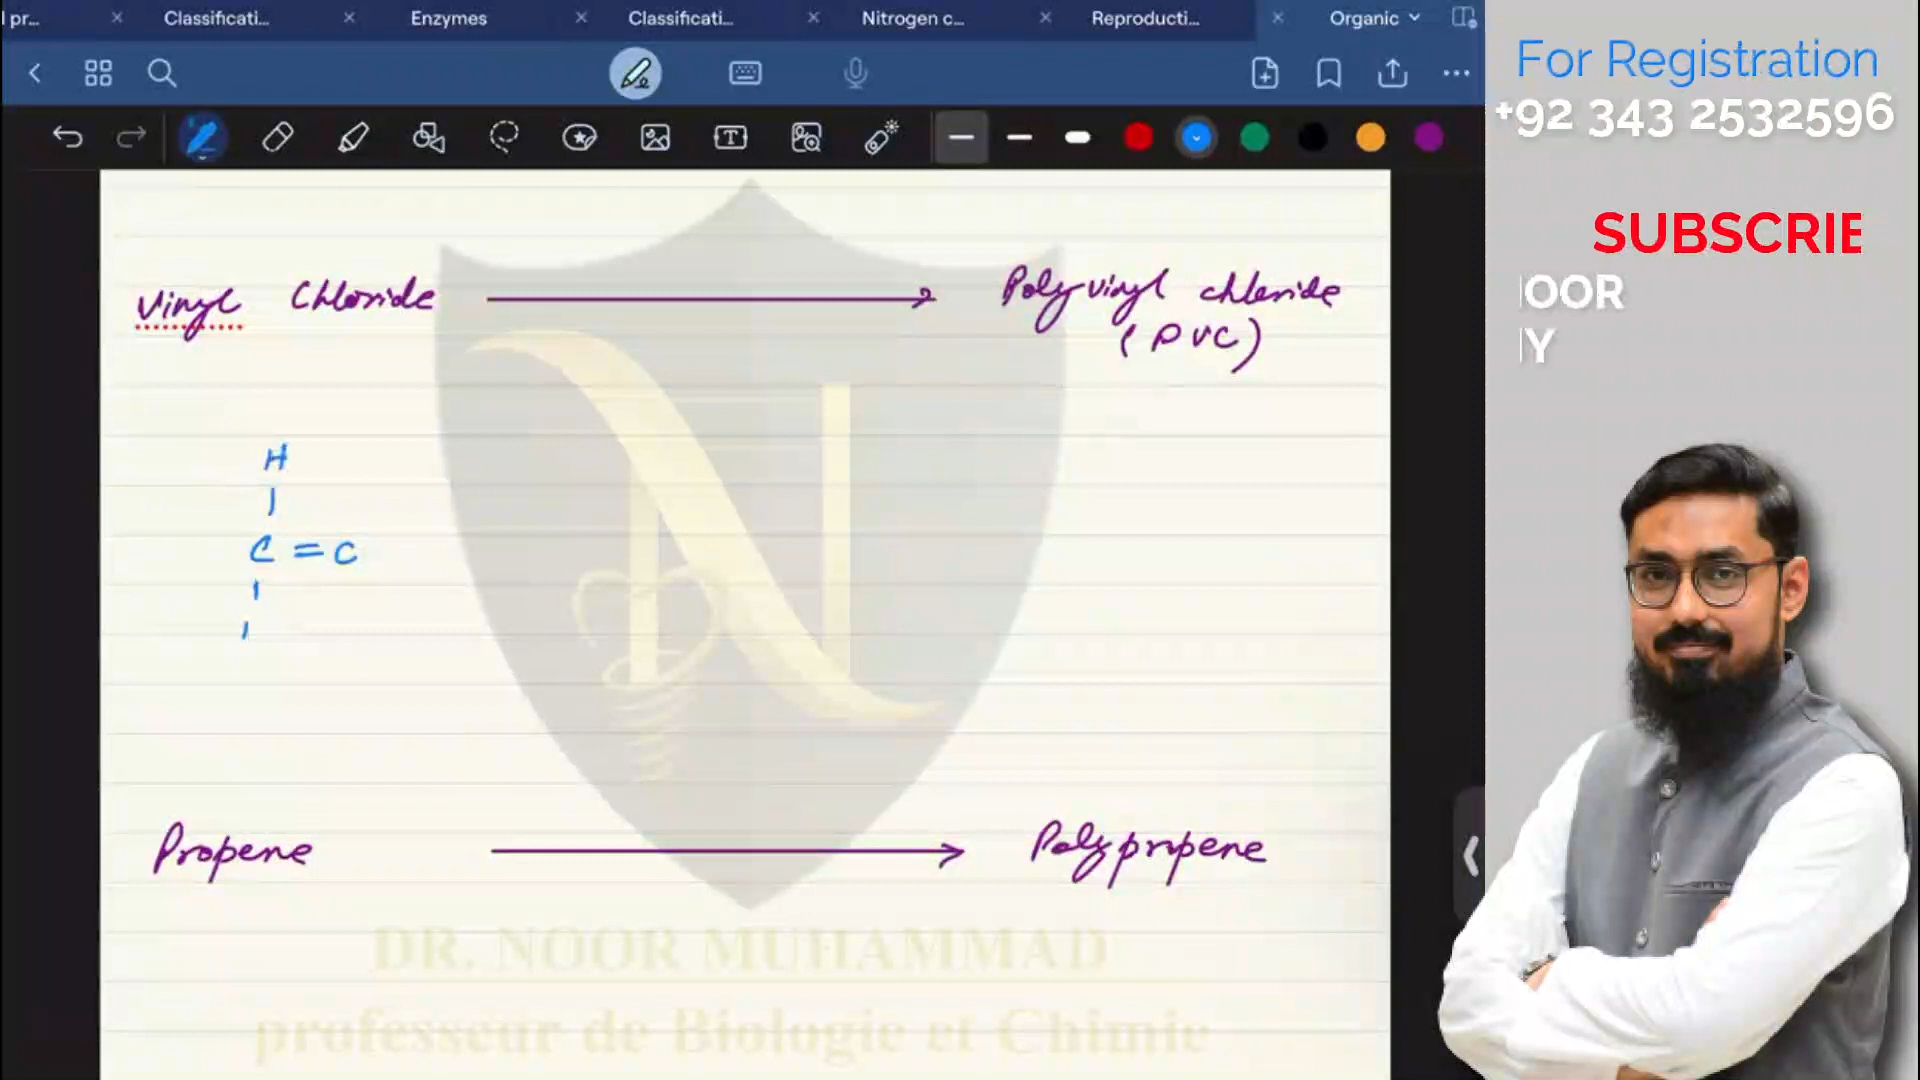 pr...
Classificati...
Enzymes
Classificati...
Nitrogen c...
Reproducti...
Organic
For Registration
+92 343 2532596
SUBSCRIE
OOR
Y
Vinyl Chloride
Polyvinyl chloride
(PVC)
H
C = C
Propene
Polypropene
DR. NOOR MUHAMMAD
professeur de Biologie et Chimie